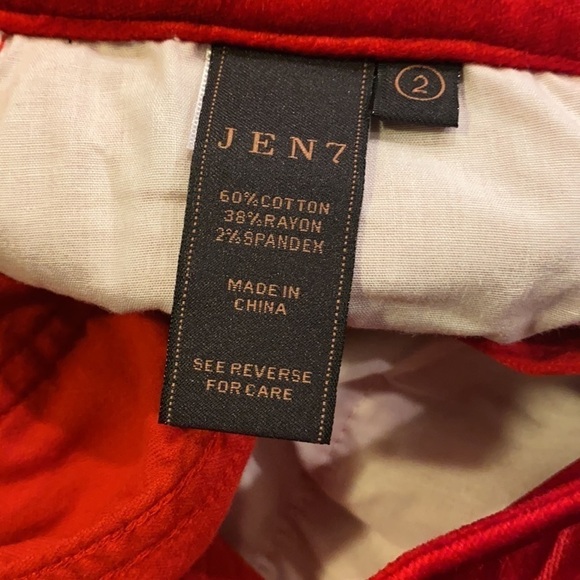 2
JEN7
60% COTTON
38% RAYON
2% SPANDEX
MADE IN
CHINA
SEE REVERSE
FOR CARE